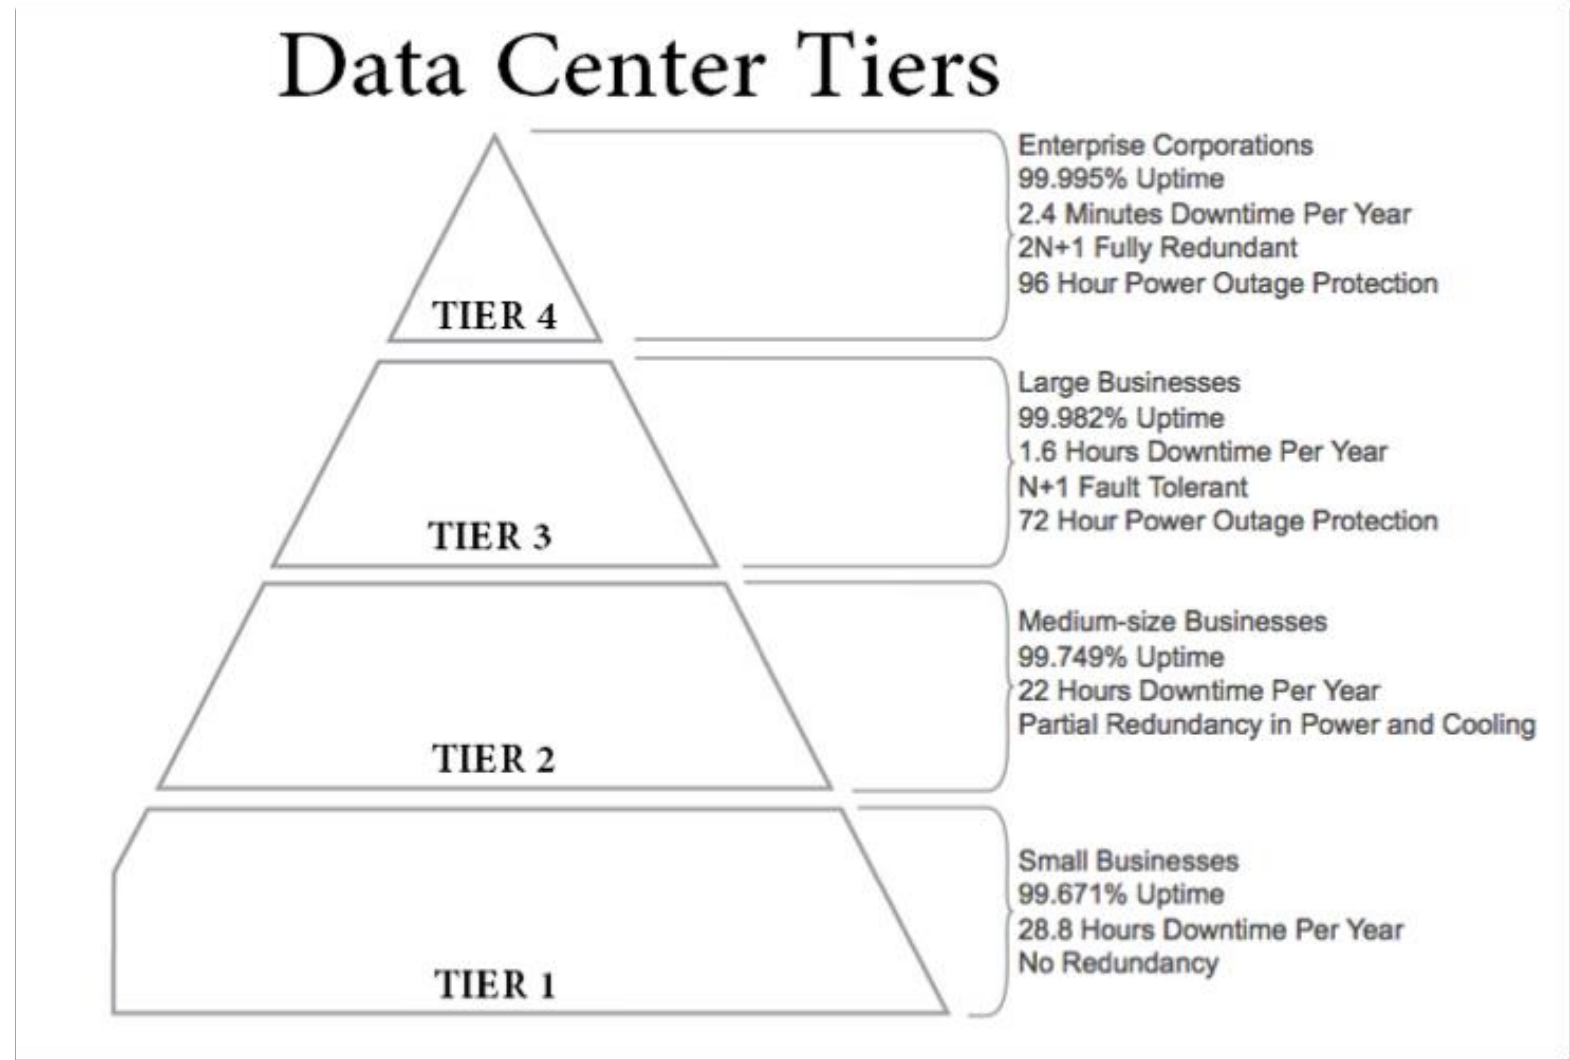 Data Center Tiers
TIER 4
Enterprise Corporations
99.995% Uptime
2.4 Minutes Downtime Per Year
2N+1 Fully Redundant
96 Hour Power Outage Protection
TIER 3
Large Businesses
99.982% Uptime
1.6 Hours Downtime Per Year
N+1 Fault Tolerant
72 Hour Power Outage Protection
TIER 2
Medium-size Businesses
99.749% Uptime
22 Hours Downtime Per Year
Partial Redundancy in Power and Cooling
TIER 1
Small Businesses
99.671% Uptime
28.8 Hours Downtime Per Year
No Redundancy